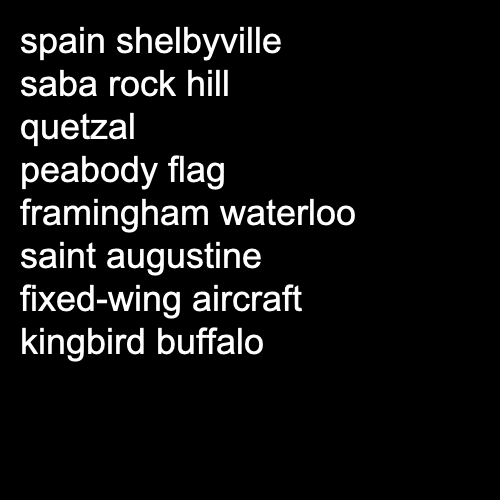 spain shelbyville
saba rock hill
quetzal
peabody flag
framingham waterloo
saint augustine
fixed-wing aircraft
kingbird buffalo